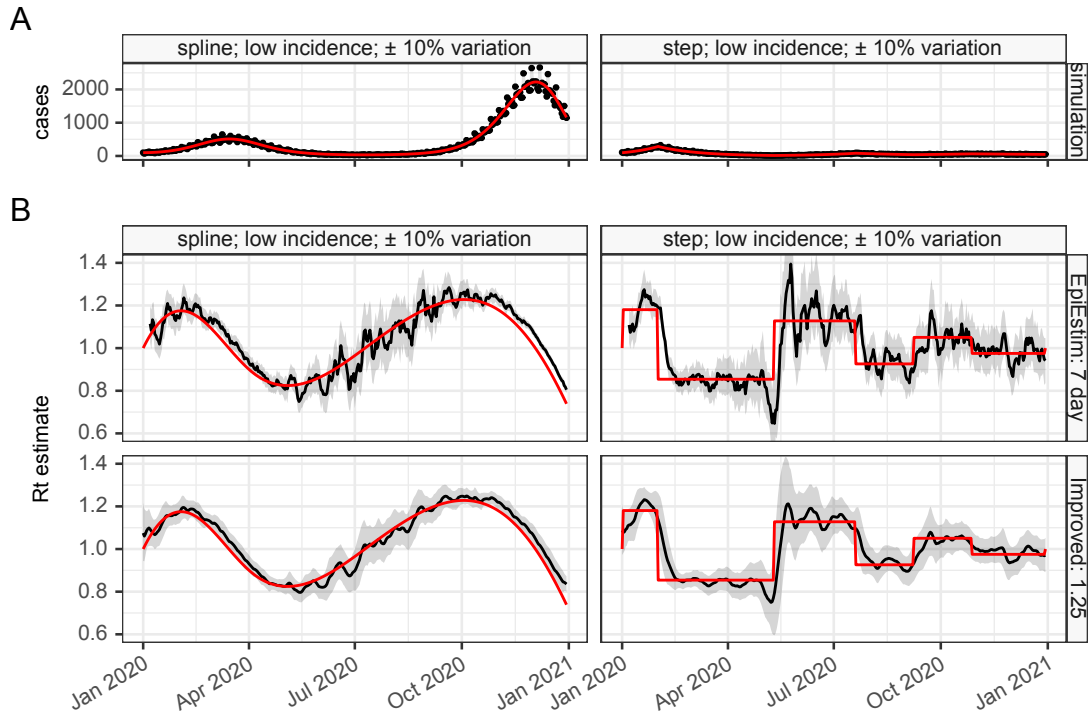 A
spline; low incidence; ± 10% variation
step; low incidence; ± 10% variation
cases
2000
1000
0
simulation
B
spline; low incidence; ± 10% variation
step; low incidence; ± 10% variation
Rt estimate
1.4
1.2
1.0
0.8
0.6
EpiEstim: 7 day
1.4
1.2
1.0
0.8
0.6
Improved: 1.25
Jan 2020
Apr 2020
Jul 2020
Oct 2020
Jan 2021
Jan 2020
Apr 2020
Jul 2020
Oct 2020
Jan 2021